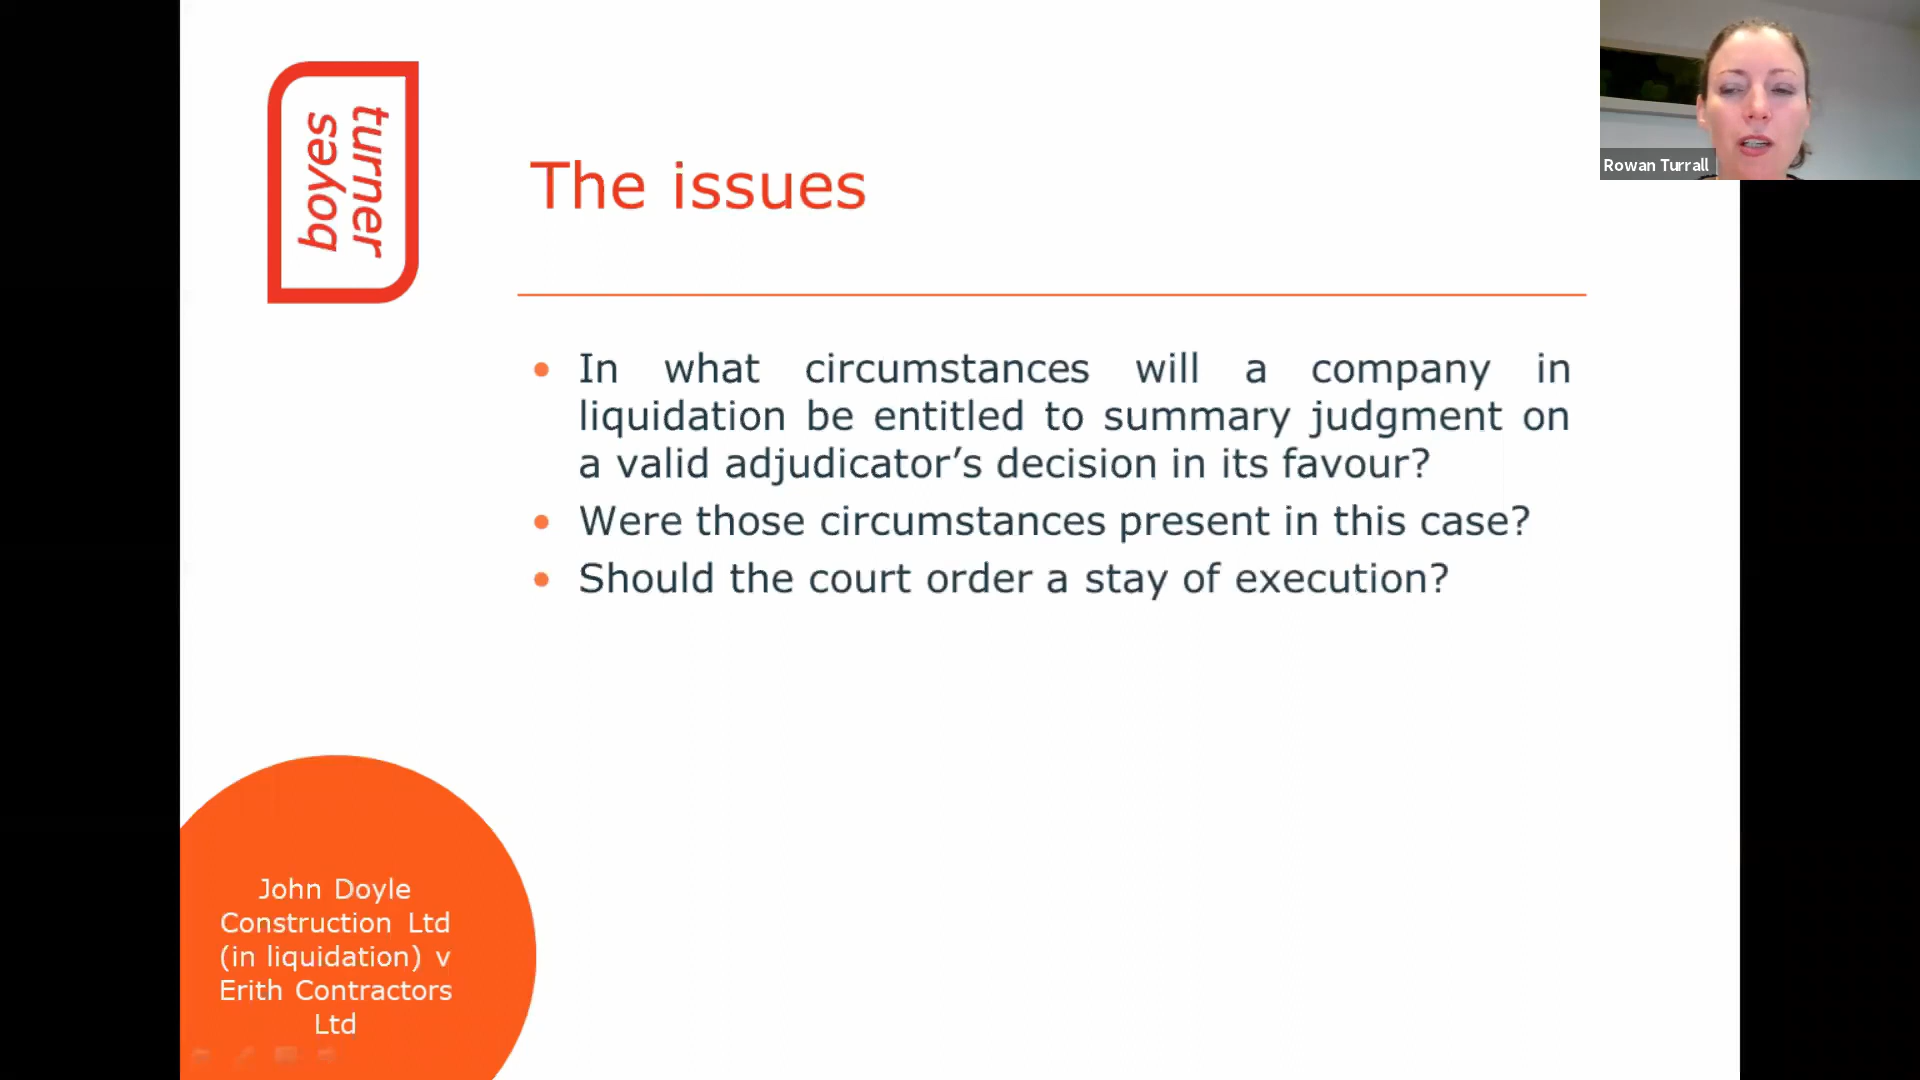 boyes
turner
The issues
Rowan Turrall
• In what circumstances will a company in
liquidation be entitled to summary judgment on
a valid adjudicator’s decision in its favour?
• Were those circumstances present in this case?
• Should the court order a stay of execution?
John Doyle
Construction Ltd
(in liquidation) v
Erith Contractors
Ltd